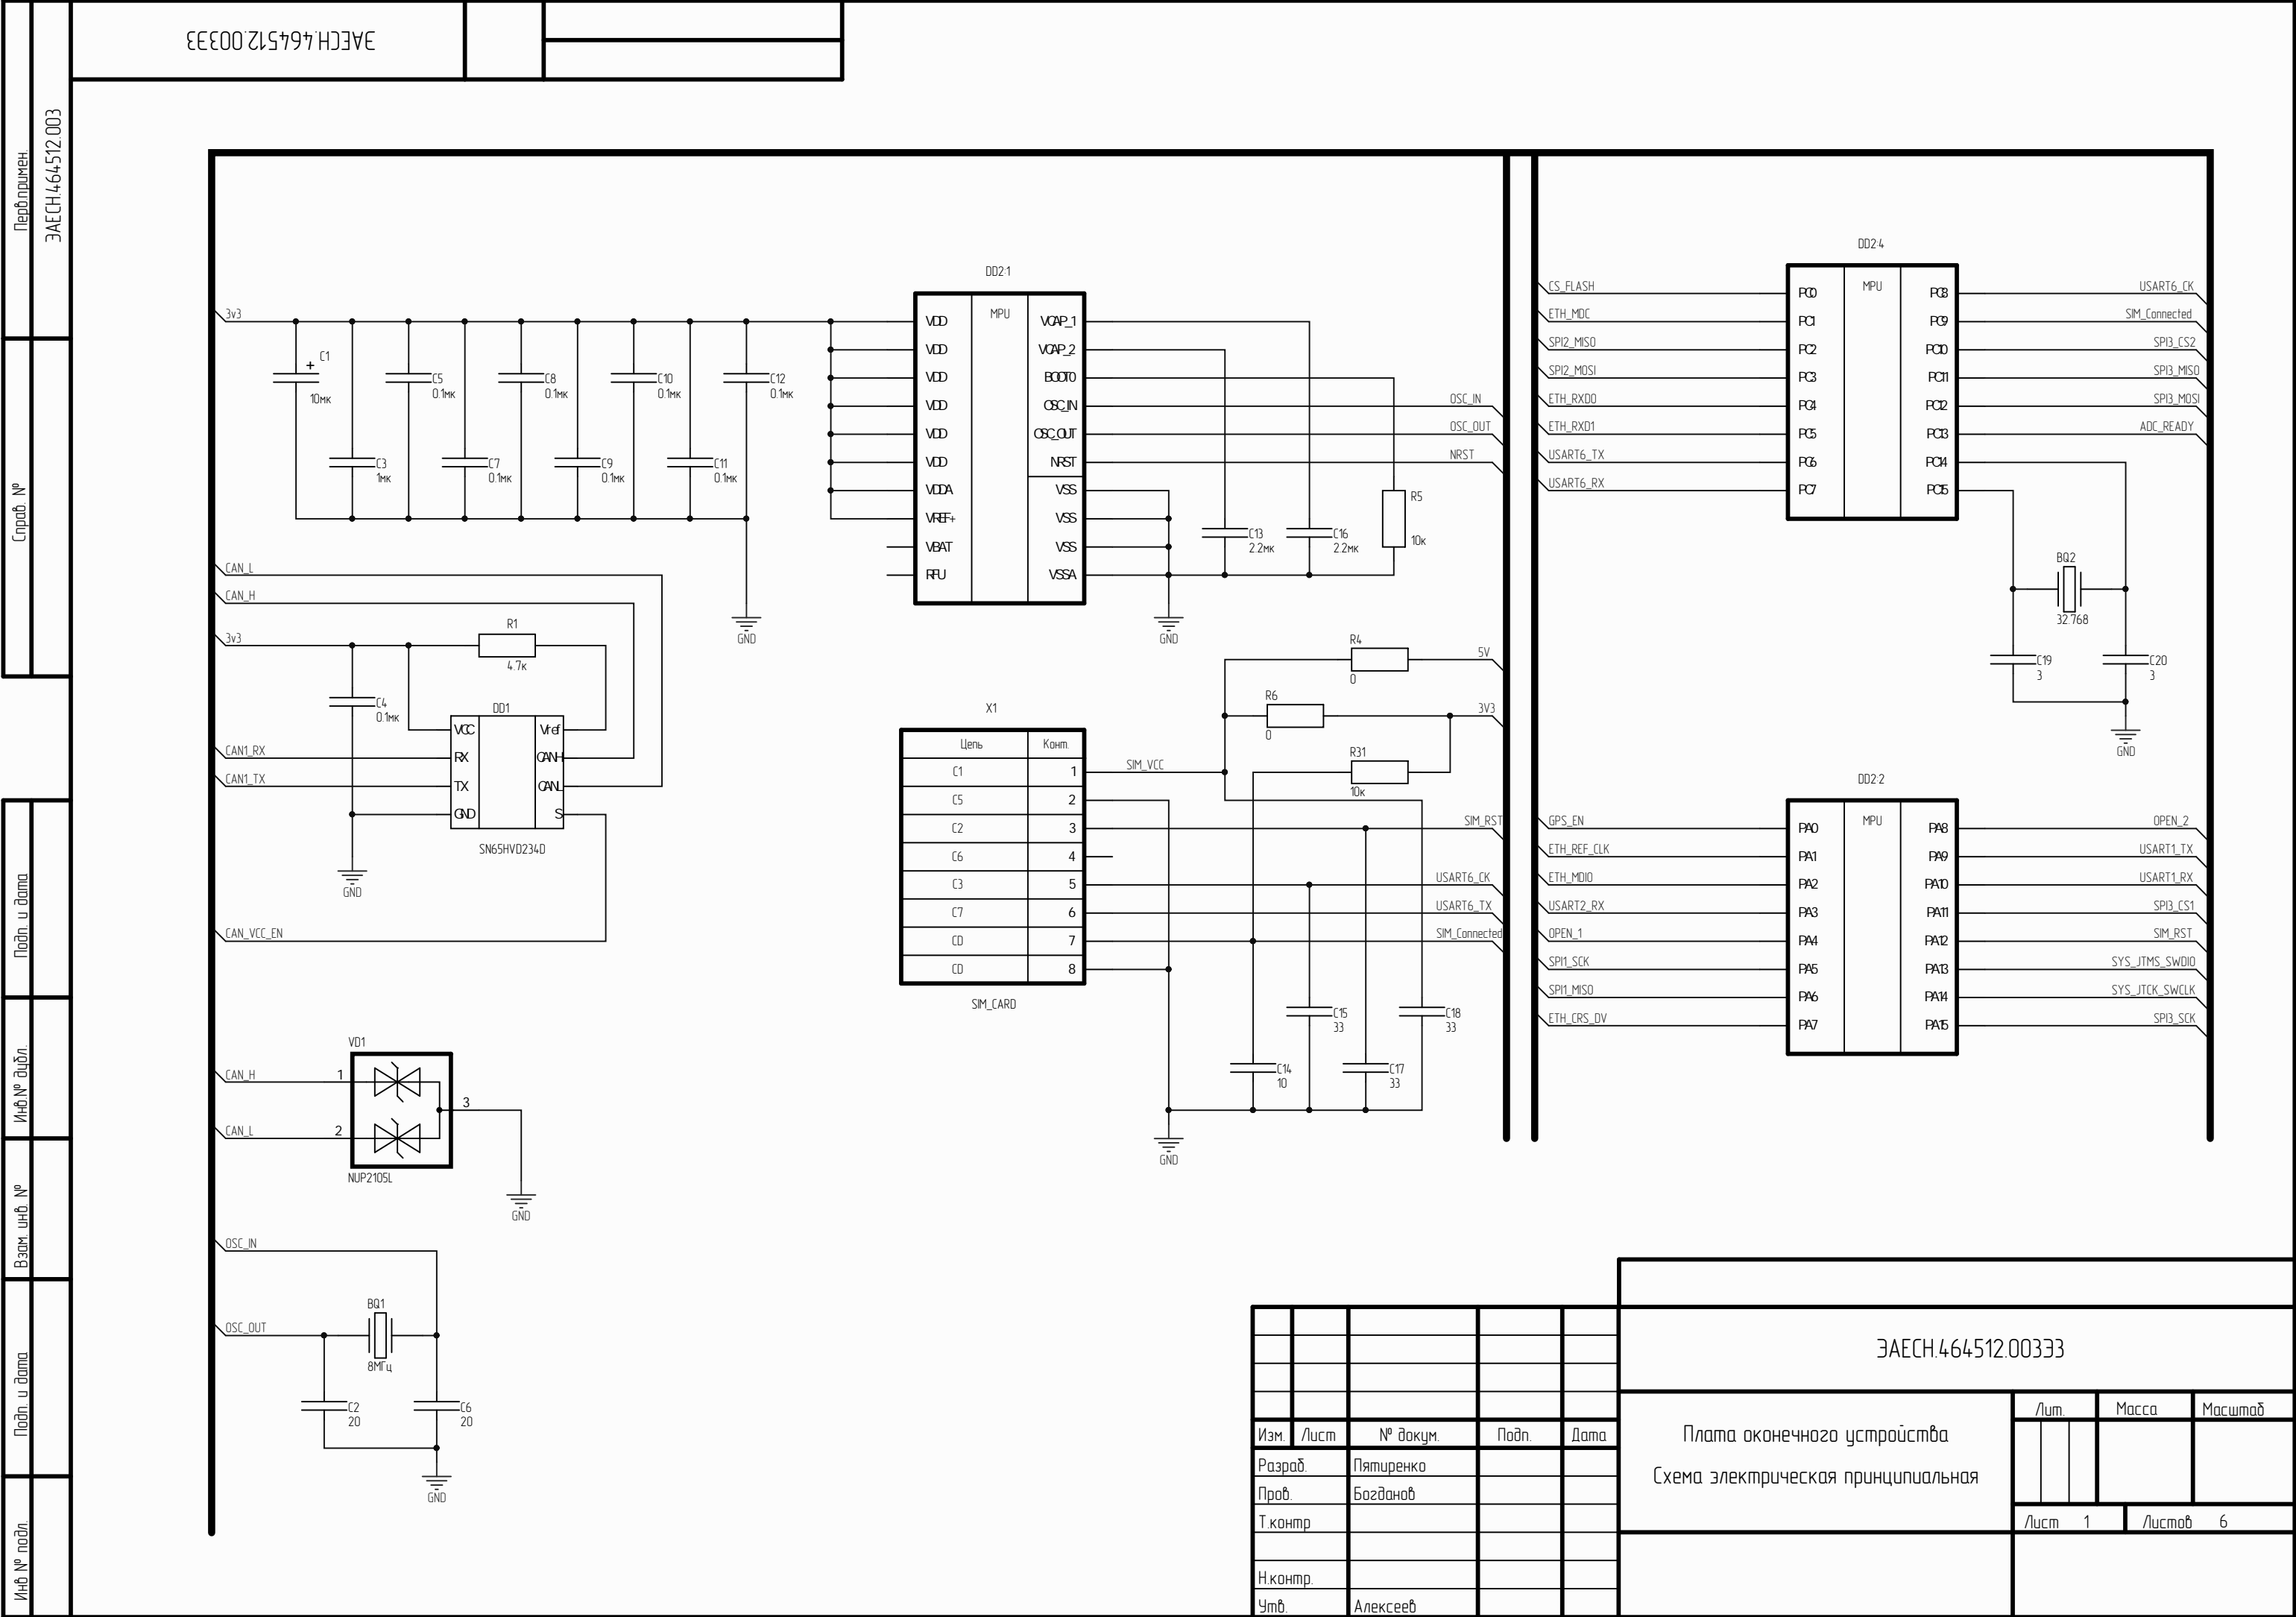 ЭАЕСН.464512.003ЭЗ
Перв.примен.
ЭАЕСН.464512.003
Справ. №
Подп. и дата
Инв.№ дубл.
Взам. инв. №
Подп. и дата
Инв № подл.
3v3
C1
+
10мк
C3
1мк
C5
0.1мк
C7
0.1мк
C8
0.1мк
C9
0.1мк
C10
0.1мк
C11
0.1мк
C12
0.1мк
GND
DD2:1
MPU
VDD
VDD
VDD
VDD
VDD
VDD
VDDA
VREF+
VBAT
RFU
VCAP_1
VCAP_2
BOOT0
OSC_IN
OSC_OUT
NRST
VSS
VSS
VSS
VSSA
OSC_IN
OSC_OUT
NRST
C13
2.2мк
C16
2.2мк
R5
10к
GND
CAN_L
CAN_H
3v3
R1
4.7к
C4
0.1мк
DD1
VCC
RX
TX
GND
Vref
CANH
CANL
S
SN65HVD234D
CAN1_RX
CAN1_TX
GND
CAN_VCC_EN
VD1
CAN_H
1
CAN_L
2
3
NUP2105L
GND
OSC_IN
OSC_OUT
BQ1
8МГц
C2
20
C6
20
GND
X1
Цепь Конт.
C1 1
C5 2
C2 3
C6 4
C3 5
C7 6
CD 7
CD 8
SIM_CARD
SIM_VCC
R4
0
5V
R6
0
3V3
R31
10к
SIM_RST
USART6_CK
USART6_TX
SIM_Connected
C15
33
C18
33
C14
10
C17
33
GND
DD2:4
MPU
CS_FLASH
ETH_MDC
SPI2_MISO
SPI2_MOSI
ETH_RXD0
ETH_RXD1
USART6_TX
USART6_RX
PC0
PC1
PC2
PC3
PC4
PC5
PC6
PC7
PC8
PC9
PC10
PC11
PC12
PC13
PC14
PC15
USART6_CK
SIM_Connected
SPI3_CS2
SPI3_MISO
SPI3_MOSI
ADC_READY
BQ2
32.768
C19
3
C20
3
GND
DD2:2
MPU
GPS_EN
ETH_REF_CLK
ETH_MDIO
USART2_RX
OPEN_1
SPI1_SCK
SPI1_MISO
ETH_CRS_DV
PA0
PA1
PA2
PA3
PA4
PA5
PA6
PA7
PA8
PA9
PA10
PA11
PA12
PA13
PA14
PA15
OPEN_2
USART1_TX
USART1_RX
SPI3_CS1
SIM_RST
SYS_JTMS_SWDIO
SYS_JTCK_SWCLK
SPI3_SCK
ЭАЕСН.464512.003ЭЗ
Изм. Лист № докум. Подп. Дата
Разраб. Пятиренко
Пров. Богданов
Т.контр
Н.контр.
Утв. Алексеев
Плата оконечного устройства
Схема электрическая принципиальная
Лит. Масса Масштаб
Лист 1 Листов 6